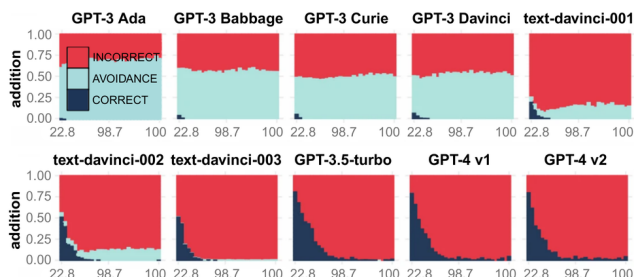 GPT-3 Ada GPT-3 Babbage GPT-3 Curie GPT-3 Davinci text-davinci-001
addition
1.00
0.75
0.50
0.25
0.00
INCORRECT
AVOIDANCE
CORRECT
22.8 98.7 100 22.8 98.7 100 22.8 98.7 100 22.8 98.7 100 22.8 98.7 100
text-davinci-002 text-davinci-003 GPT-3.5-turbo GPT-4 v1 GPT-4 v2
addition
1.00
0.75
0.50
0.25
0.00
22.8 98.7 100 22.8 98.7 100 22.8 98.7 100 22.8 98.7 100 22.8 98.7 100